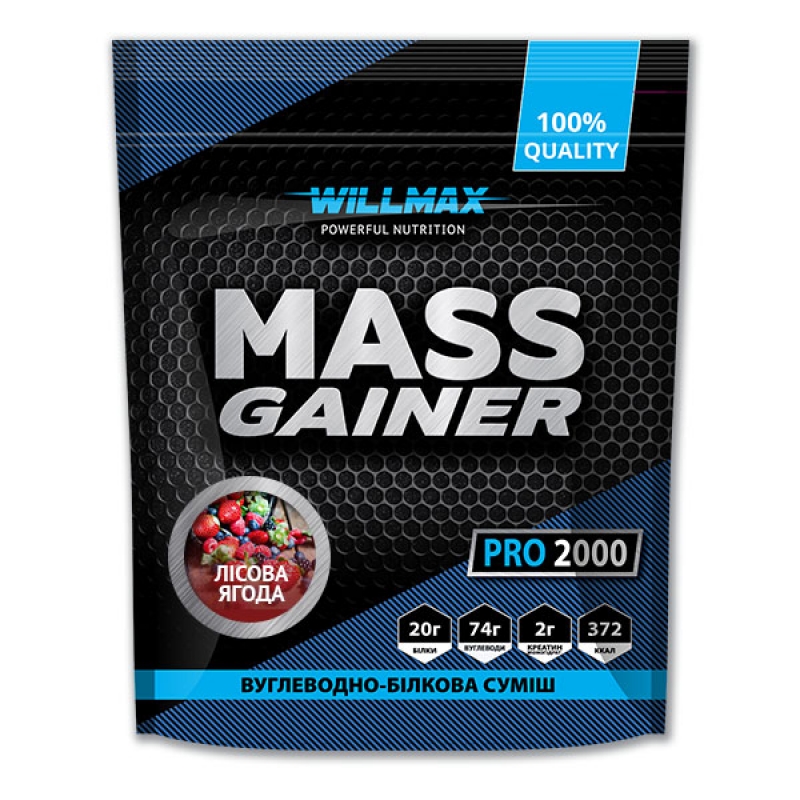 100%
QUALITY
WILLMAX
POWERFUL NUTRITION
MASS
GAINER
ЛІСОВА
ЯГОДА
PRO 2000
20г
БІЛКИ
74г
ВУГЛЕВОДИ
2г
КРЕАТИН
МОНОГІДРАТ
372
ККАЛ
ВУГЛЕВОДНО-БІЛКОВА СУМІШ